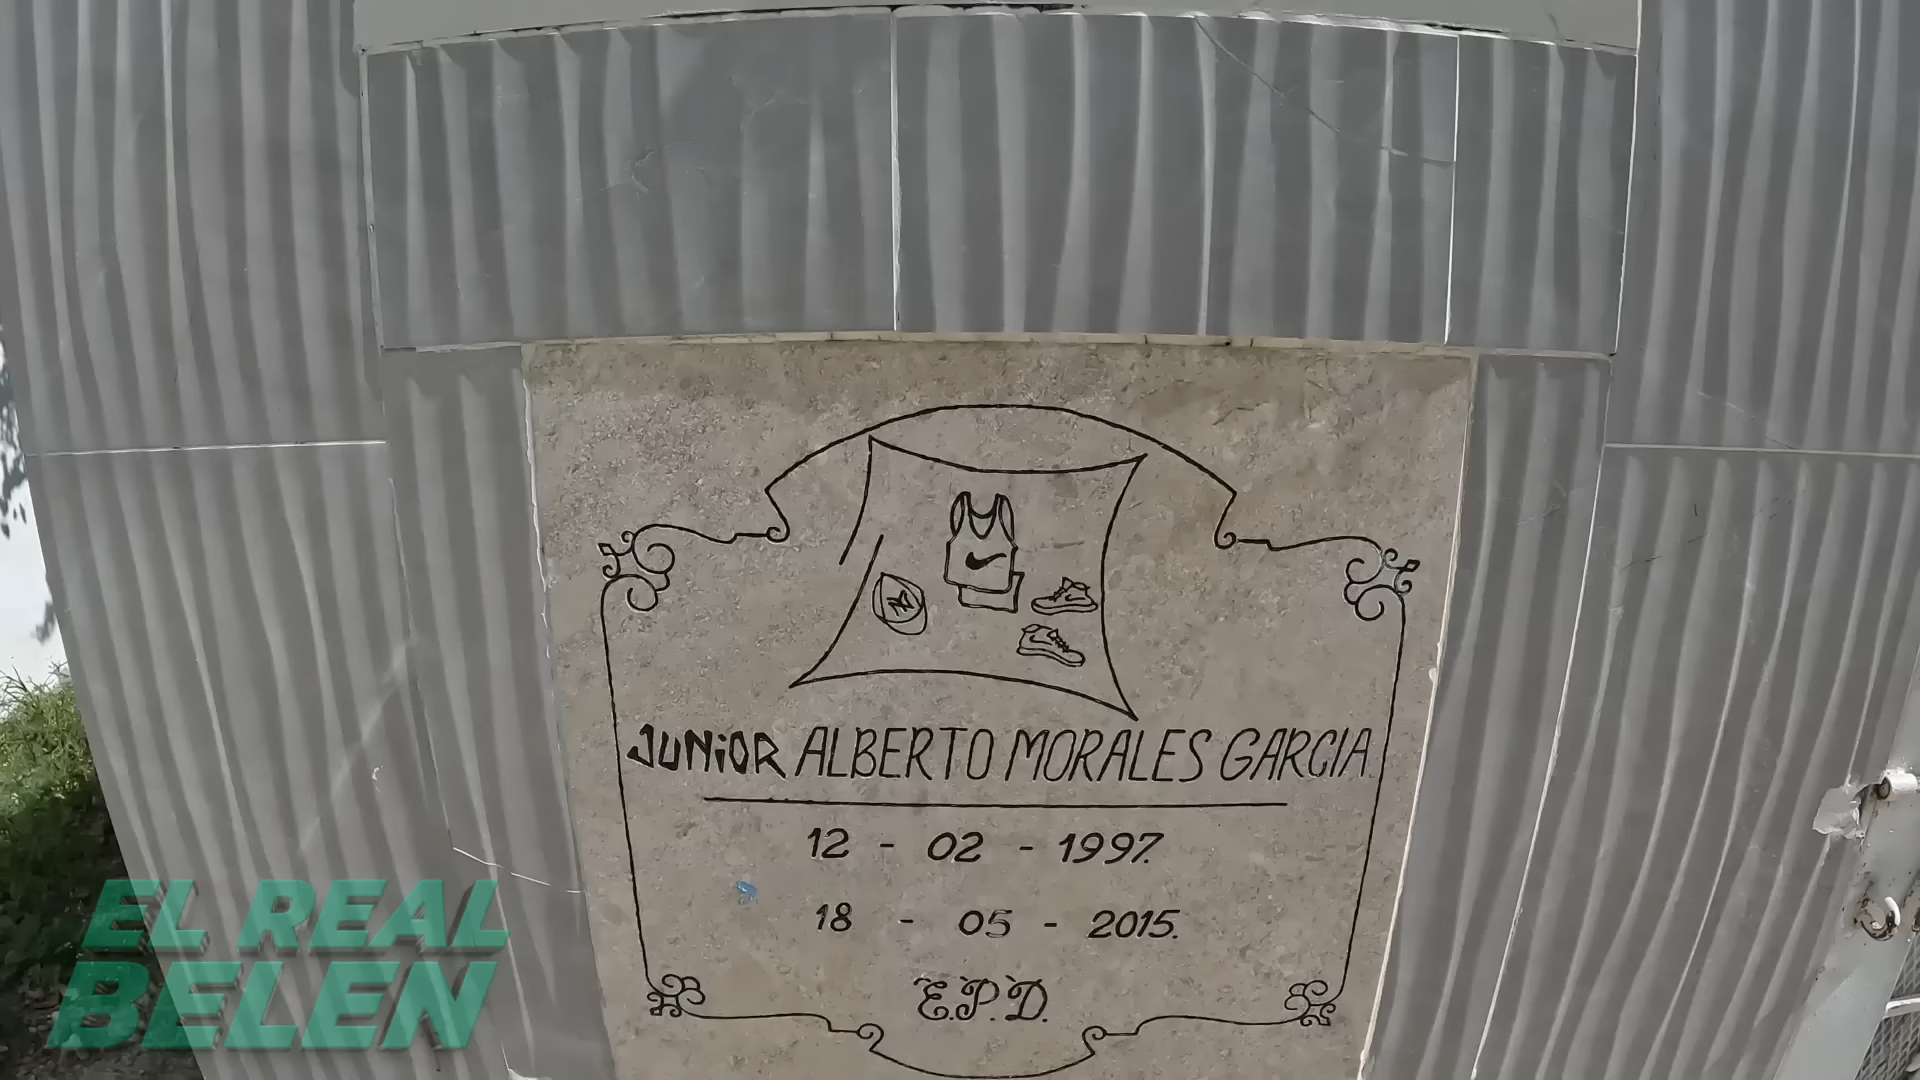 JUNiOR ALBERTO MORALES GARCIA.
12 - 02 - 1997.
18 - 05 - 2015.
E.P.D.
EL REAL
BELEN